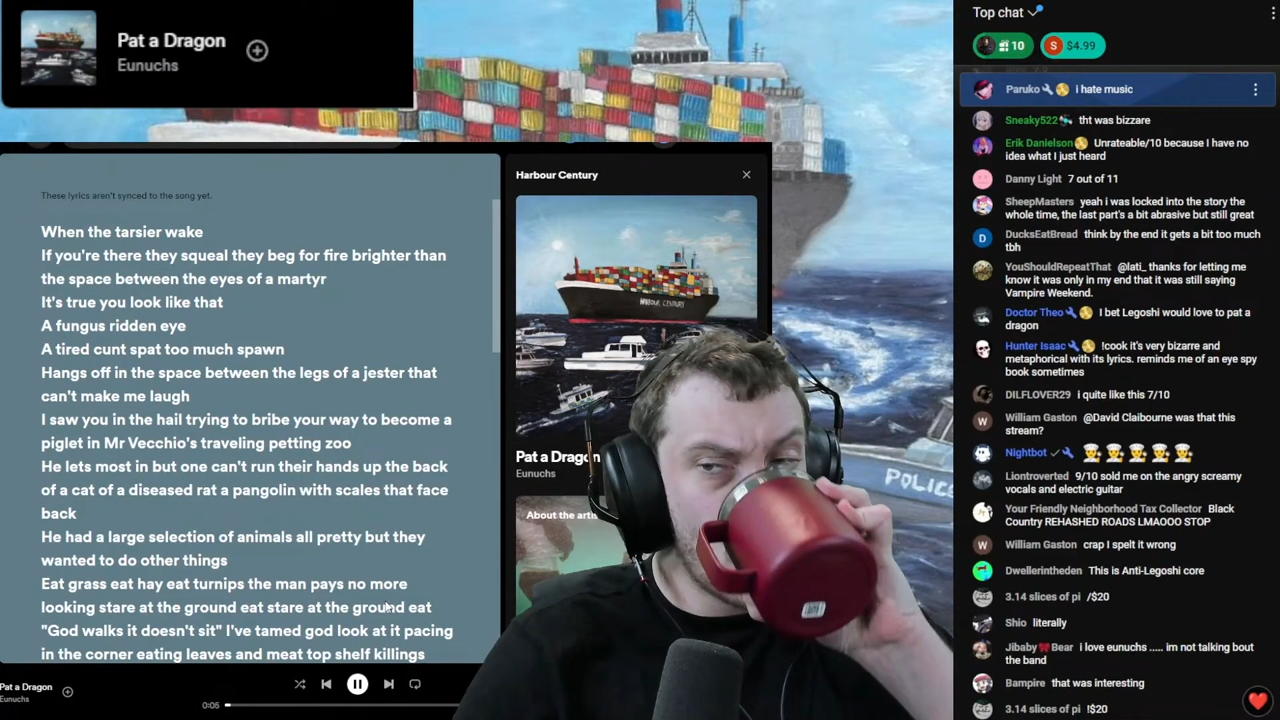 Pat a Dragon
Eunuchs
These lyrics aren't synced to the song yet.
When the tarsier wake
If you're there they squeal they beg for fire brighter than
the space between the eyes of a martyr
It's true you look like that
A fungus ridden eye
A tired cunt spat too much spawn
Hangs off in the space between the legs of a jester that
can't make me laugh
I saw you in the hail trying to bribe your way to become a
piglet in Mr Vecchio's traveling petting zoo
He lets most in but one can't run their hands up the back
of a cat of a diseased rat a pangolin with scales that face
back
He had a large selection of animals all pretty but they
wanted to do other things
Eat grass eat hay eat turnips the man pays no more
looking stare at the ground eat stare at the ground eat
"God walks it doesn't sit" I've tamed god look at it pacing
in the corner eating leaves and meat top shelf killings
Pat a Dragon
Eunuchs
0:05
Harbour Century
HARBOUR CENTURY
Pat a Dragon
Eunuchs
About the artis
POLICE
Top chat
10
S $4.99
Paruko i hate music
Sneaky522 tht was bizzare
Erik Danielson Unrateable/10 because I have no
idea what I just heard
Danny Light 7 out of 11
SheepMasters yeah i was locked into the story the
whole time, the last part's a bit abrasive but still great
DucksEatBread think by the end it gets a bit too much
tbh
YouShouldRepeatThat @lati_ thanks for letting me
know it was only in my end that it was still saying
Vampire Weekend.
Doctor Theo I bet Legoshi would love to pat a
dragon
Hunter Isaac !cook it's very bizarre and
metaphorical with its lyrics. reminds me of an eye spy
book sometimes
DILFLOVER29 i quite like this 7/10
W William Gaston @David Claibourne was that this
stream?
Nightbot
Liontroverted 9/10 sold me on the angry screamy
vocals and electric guitar
Your Friendly Neighborhood Tax Collector Black
Country REHASHED ROADS LMAOOO STOP
W William Gaston crap I spelt it wrong
Dwellerintheden This is Anti-Legoshi core
3.14 slices of pi /$20
Shio literally
Jibaby Bear i love eunuchs ..... im not talking bout
the band
Bampire that was interesting
3.14 slices of pi !$20